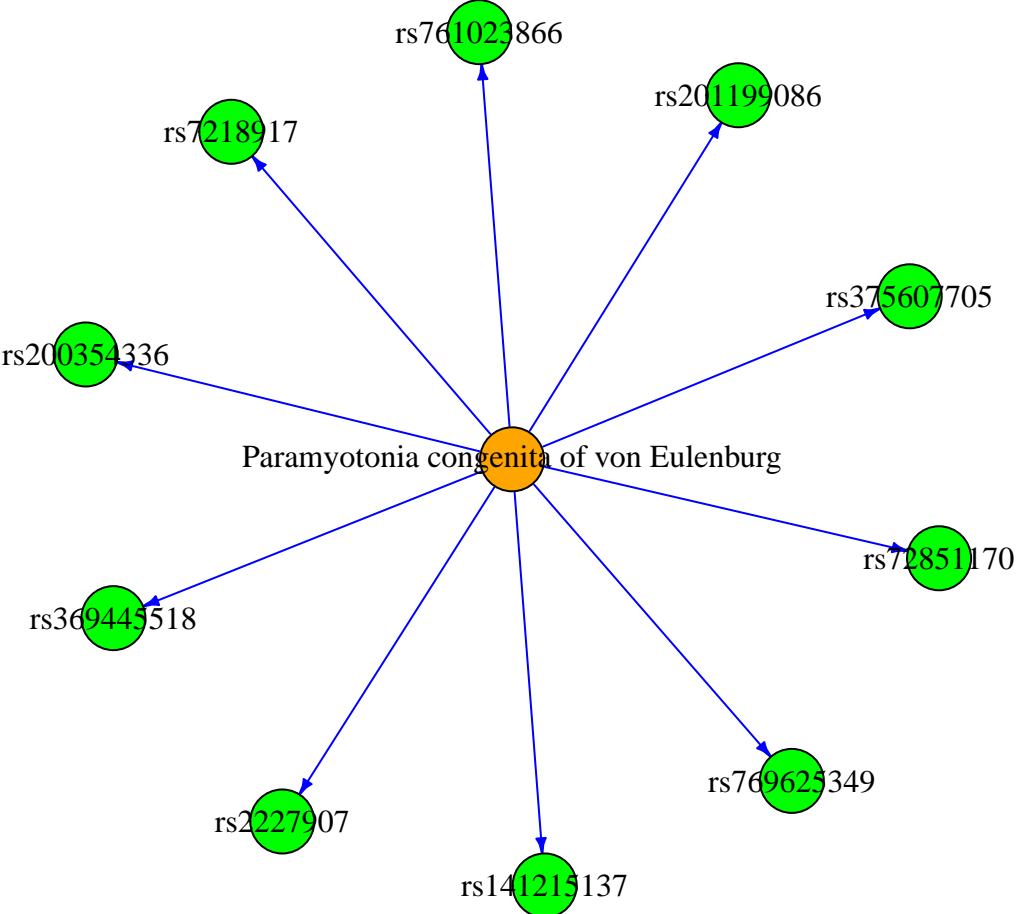 rs761023866
rs201199086
rs7218917
rs375607705
rs200354336
Paramyotonia congenita of von Eulenburg
rs72851170
rs369445518
rs769625349
rs2227907
rs141215137